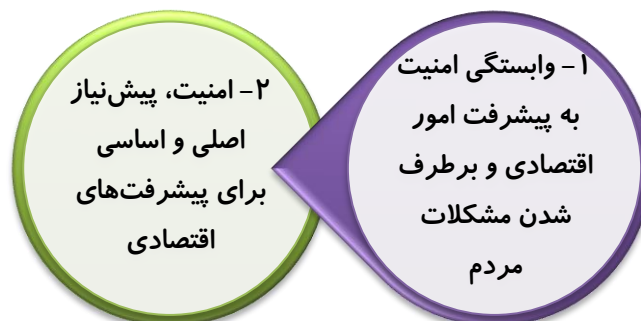 ۱- وابستگی امنیت
به پیشرفت امور
اقتصادی و برطرف
شدن مشکلات
مردم
۲- امنیت، پیش‌نیاز
اصلی و اساسی
برای پیشرفت‌های
اقتصادی